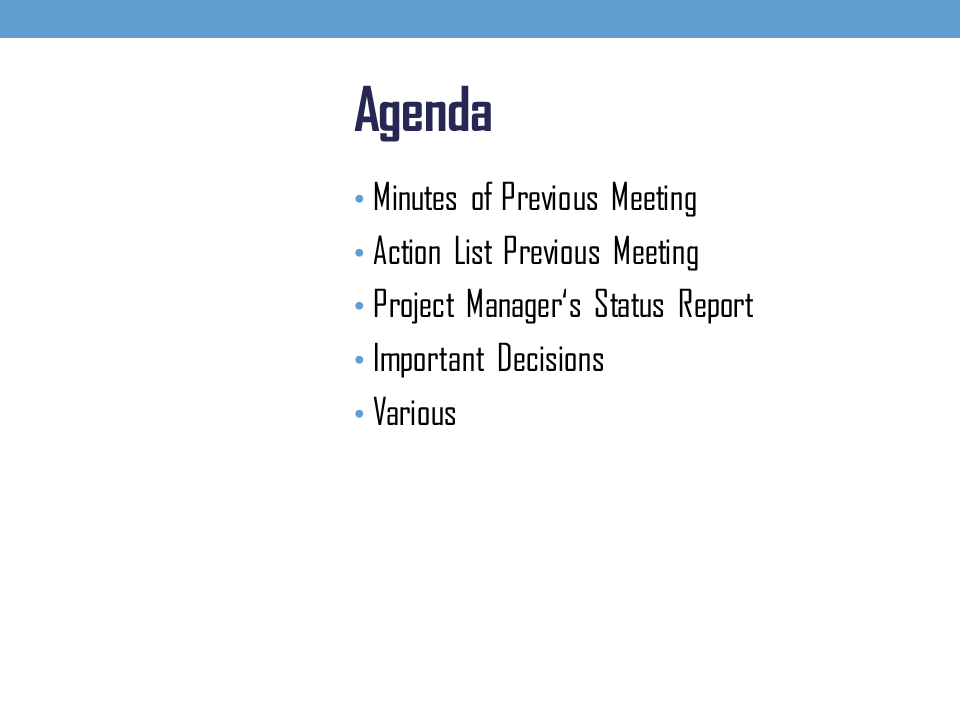 Agenda
• Minutes of Previous Meeting
• Action List Previous Meeting
• Project Manager‘s Status Report
• Important Decisions
• Various